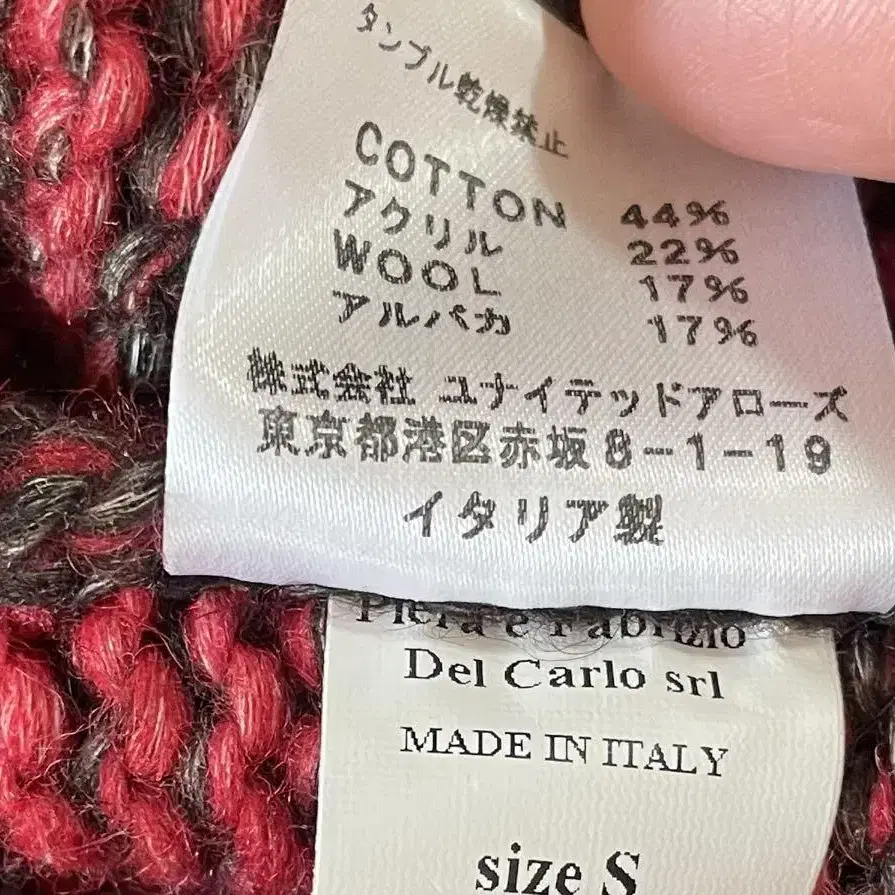 タンブル乾燥禁止
COTTON 44%
アクリル 22%
WOOL 17%
アルパカ 17%
株式会社 ユナイテッドアローズ
東京都港区赤坂8-1-19
イタリア製
Piera e Fabrizio
Del Carlo srl
MADE IN ITALY
size S